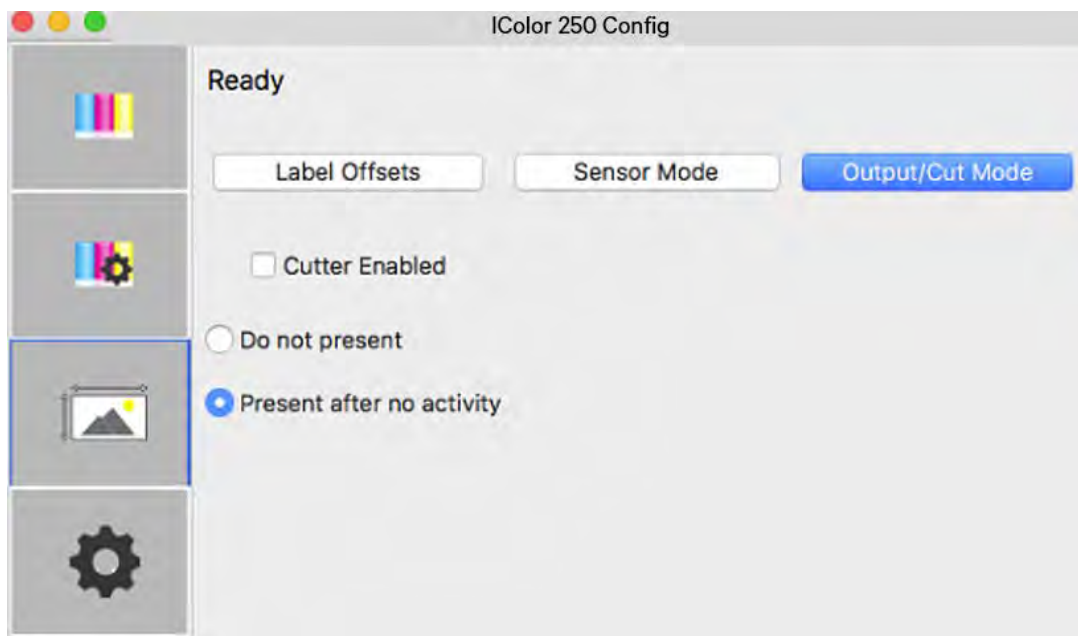 IColor 250 Config
Ready
Label Offsets Sensor Mode Output/Cut Mode
Cutter Enabled
Do not present
Present after no activity